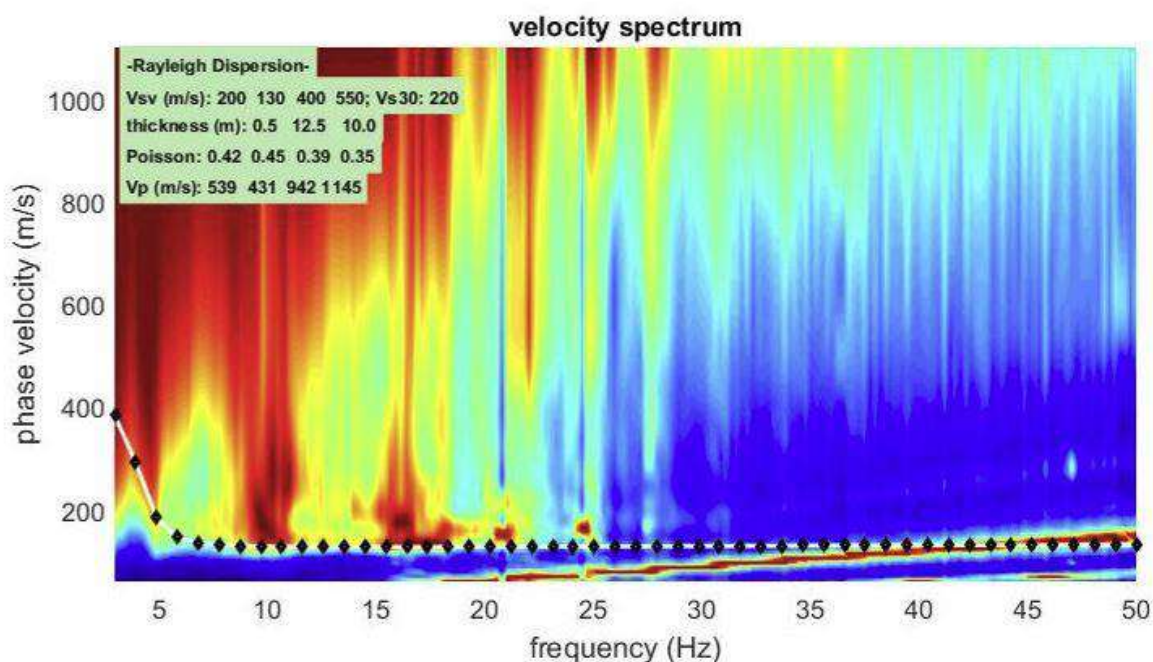 velocity spectrum
-Rayleigh Dispersion-
Vsv (m/s): 200 130 400 550; Vs30: 220
thickness (m): 0.5 12.5 10.0
Poisson: 0.42 0.45 0.39 0.35
Vp (m/s): 539 431 942 1145
phase velocity (m/s)
1000
800
600
400
200
5 10 15 20 25 30 35 40 45 50
frequency (Hz)